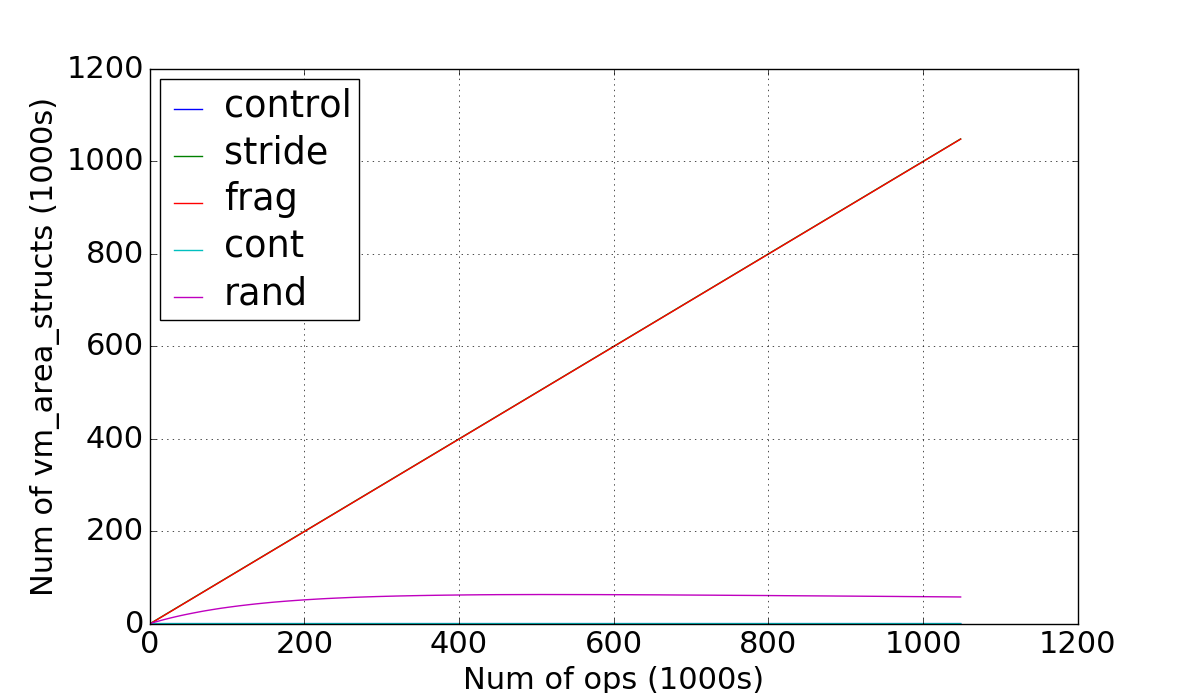 Num of vm_area_structs (1000s)
1200
1000
800
600
400
200
0
control
stride
frag
cont
rand
0 200 400 600 800 1000 1200
Num of ops (1000s)